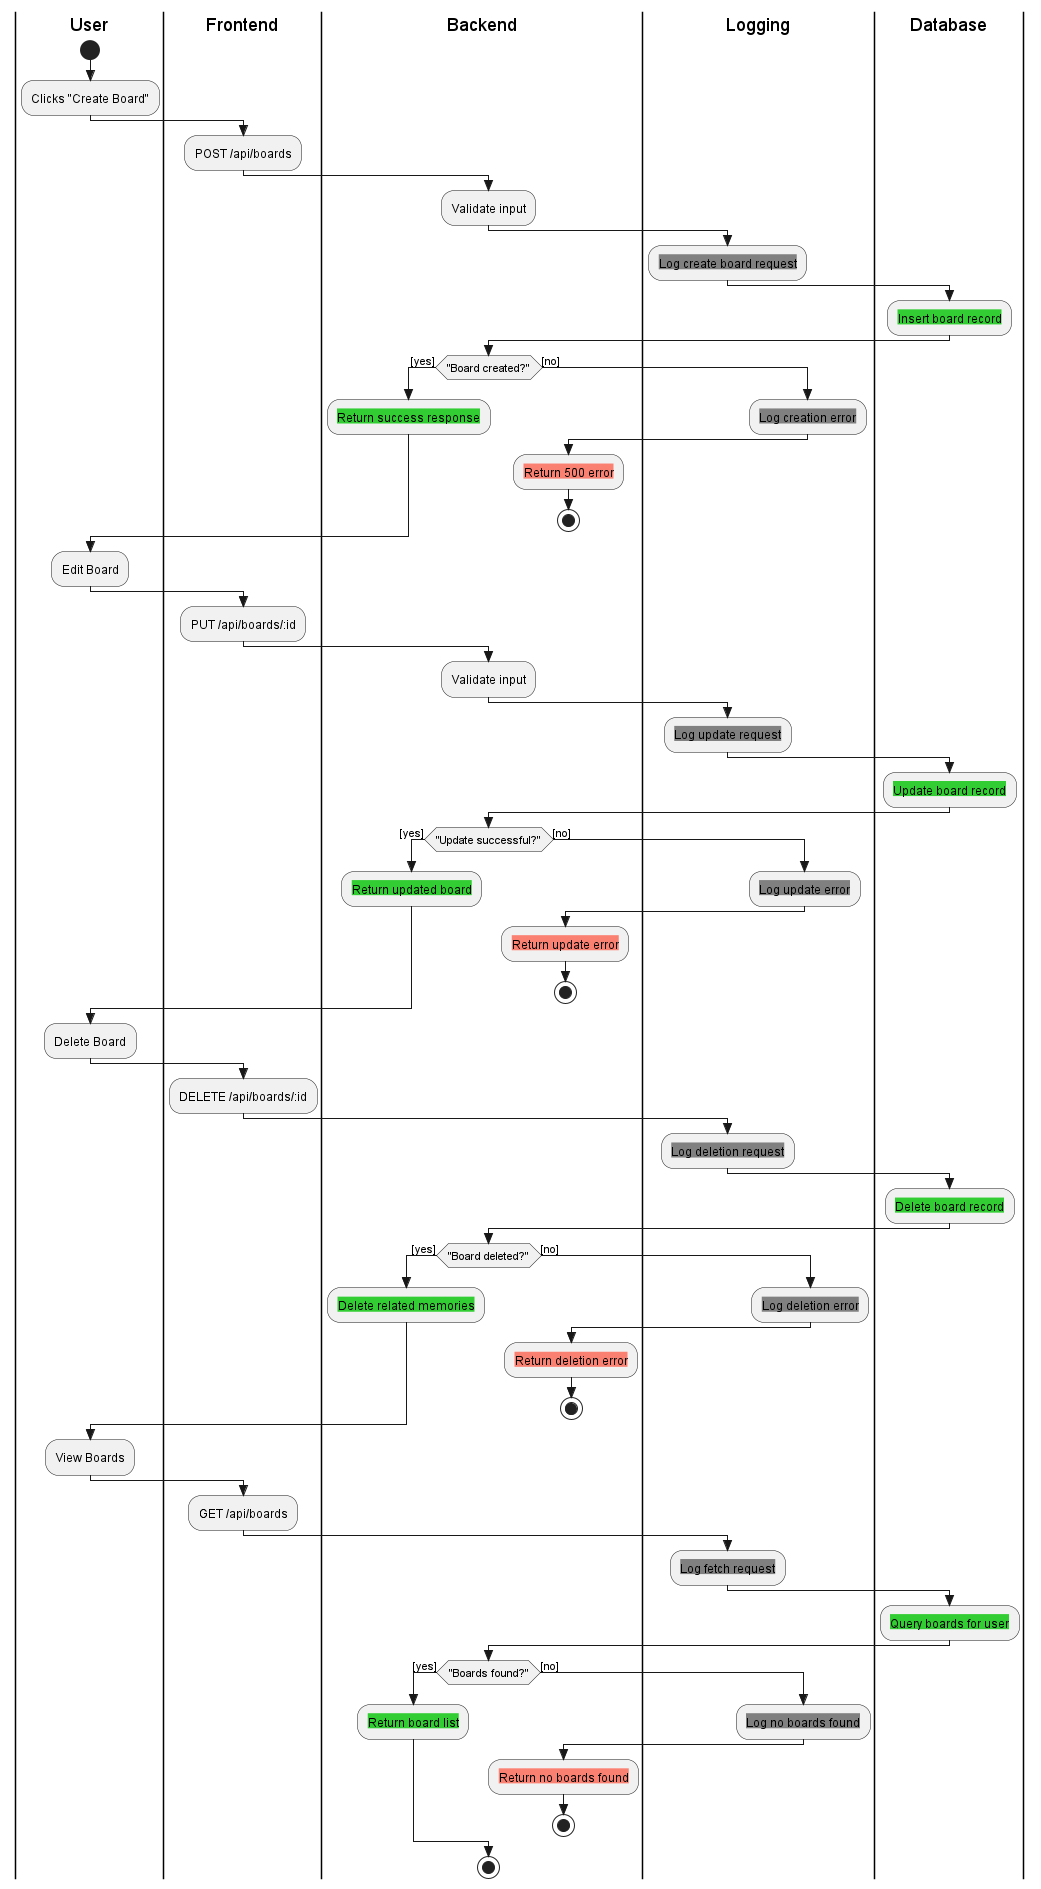 User
Frontend
Backend
Logging
Database
Clicks "Create Board"
POST /api/boards
Validate input
Log create board request
Insert board record
"Board created?"
[yes]
[no]
Return success response
Log creation error
Return 500 error
Edit Board
PUT /api/boards/:id
Validate input
Log update request
Update board record
"Update successful?"
[yes]
[no]
Return updated board
Log update error
Return update error
Delete Board
DELETE /api/boards/:id
Log deletion request
Delete board record
"Board deleted?"
[yes]
[no]
Delete related memories
Log deletion error
Return deletion error
View Boards
GET /api/boards
Log fetch request
Query boards for user
"Boards found?"
[yes]
[no]
Return board list
Log no boards found
Return no boards found